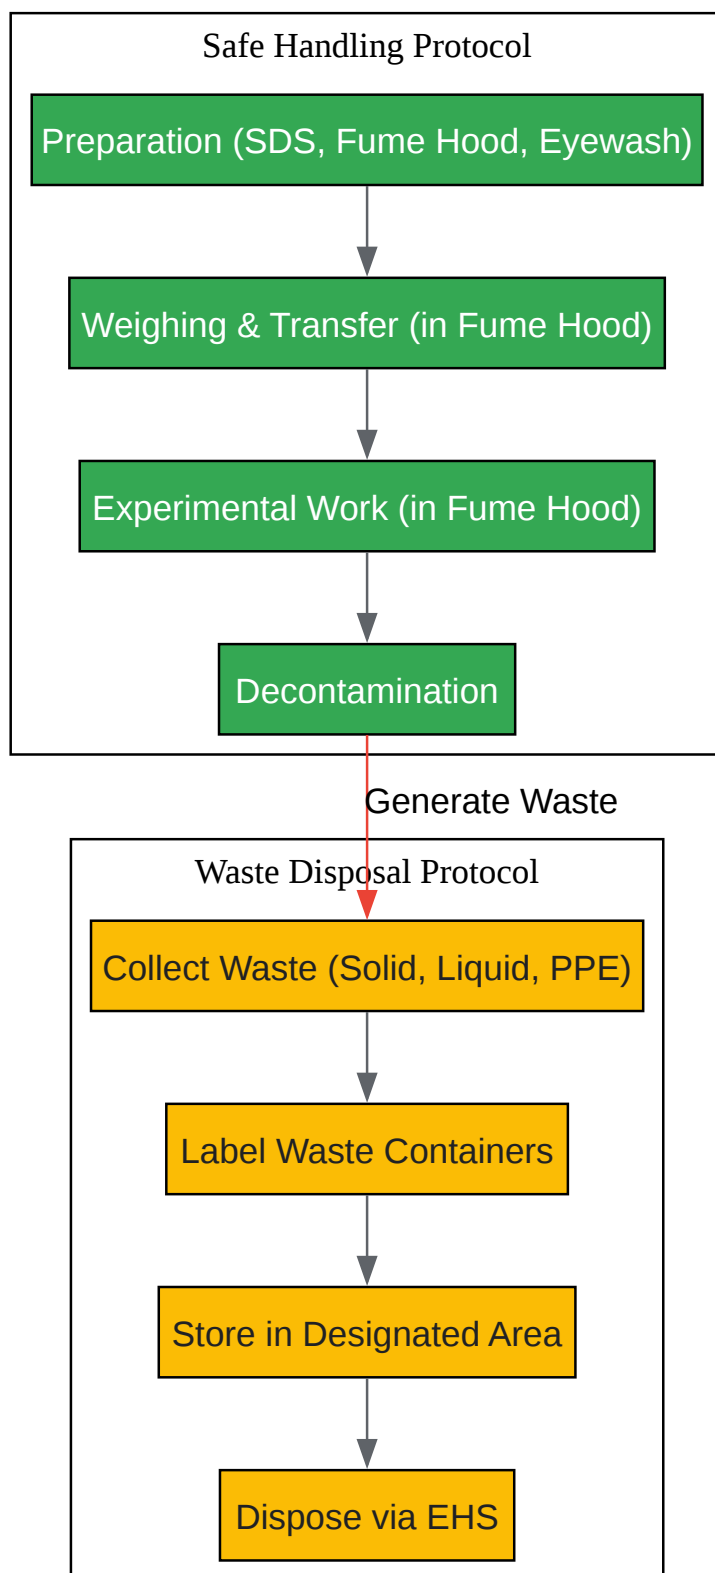 Safe Handling Protocol
Preparation (SDS, Fume Hood, Eyewash)
Weighing & Transfer (in Fume Hood)
Experimental Work (in Fume Hood)
Decontamination
Generate Waste
Waste Disposal Protocol
Collect Waste (Solid, Liquid, PPE)
Label Waste Containers
Store in Designated Area
Dispose via EHS